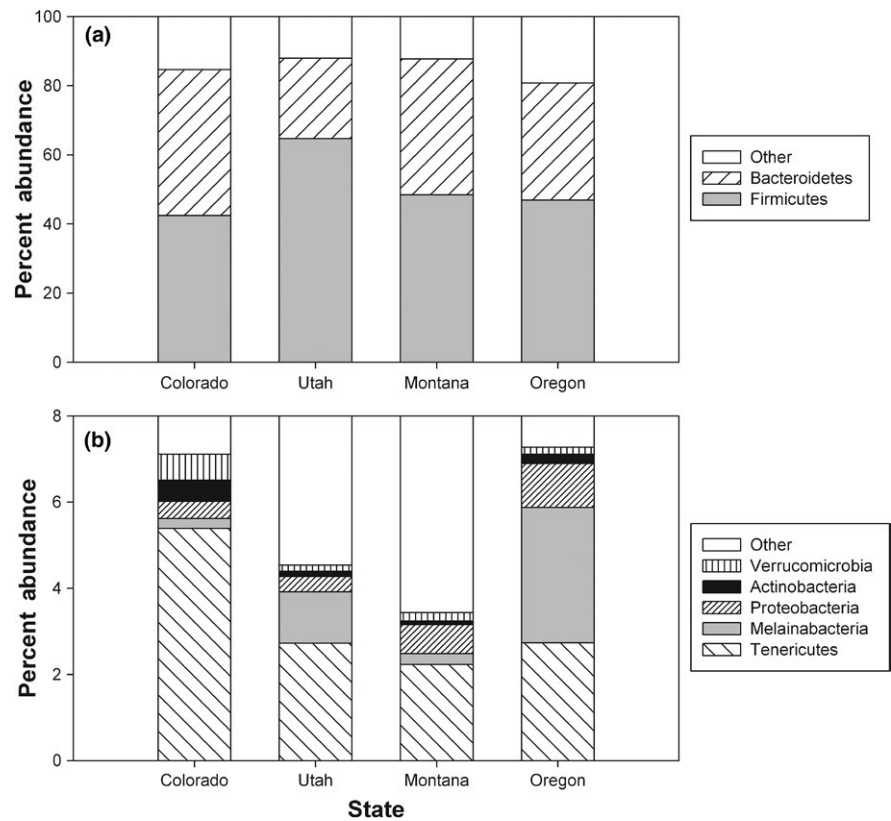 (a)
Percent abundance
100
80
60
40
20
0
Colorado Utah Montana Oregon
Other
Bacteroidetes
Firmicutes
(b)
Percent abundance
8
6
4
2
0
Colorado Utah Montana Oregon
State
Other
Verrucomicrobia
Actinobacteria
Proteobacteria
Melainabacteria
Tenericutes